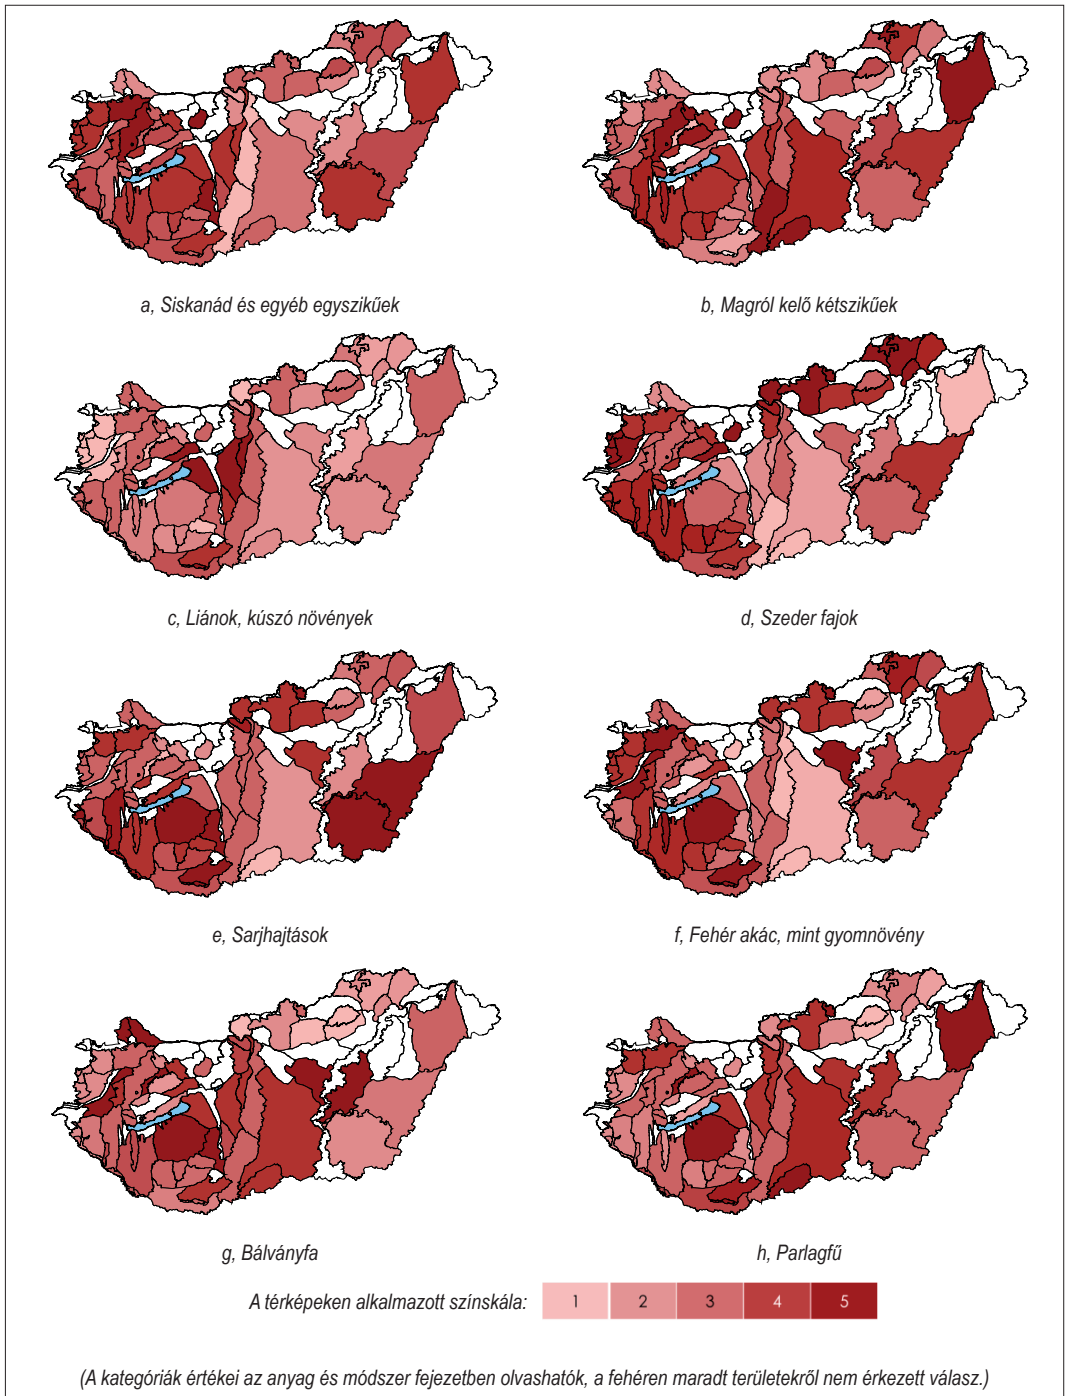 a, Siskanád és egyéb egyszikűek
b, Magról kelő kétszikűek
c, Liánok, kúszó növények
d, Szeder fajok
e, Sarjhajtások
f, Fehér akác, mint gyomnövény
g, Bálványfa
h, Parlagfű
A térképeken alkalmazott színskála: 1 2 3 4 5
(A kategóriák értékei az anyag és módszer fejezetben olvashatók, a fehéren maradt területekről nem érkezett válasz.)